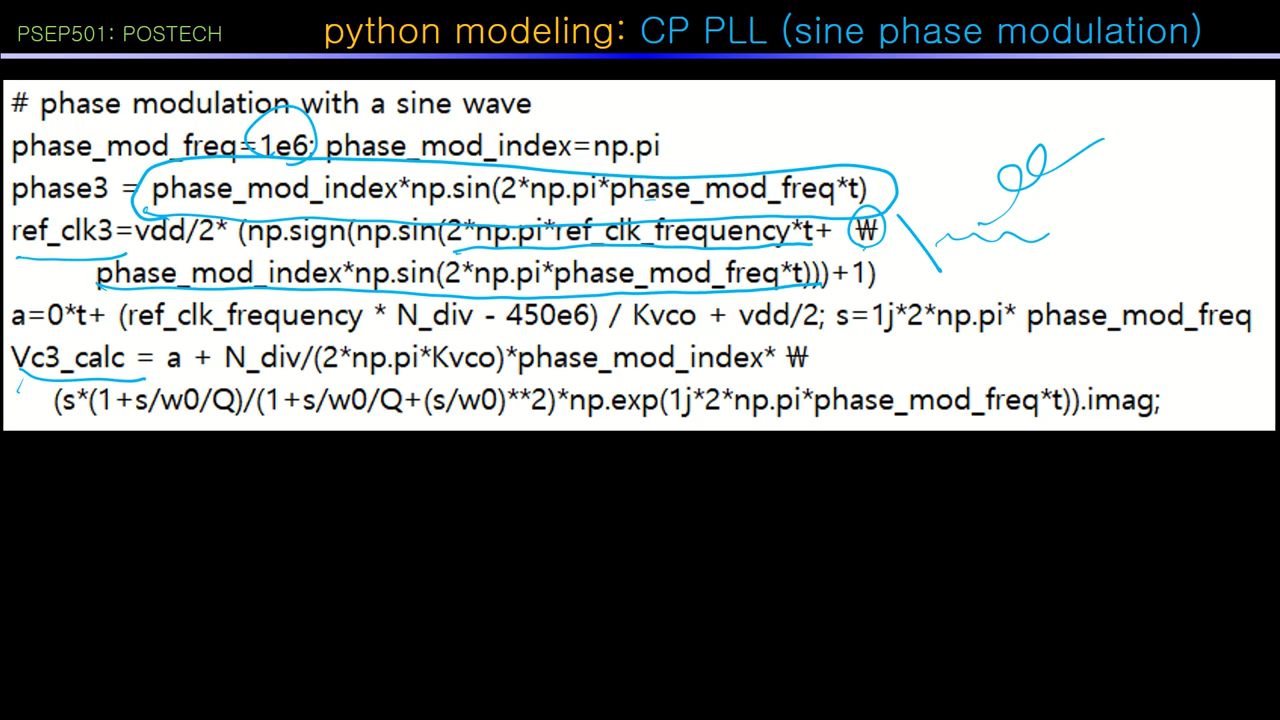 PSEP501: POSTECH
python modeling: CP PLL (sine phase modulation)
# phase modulation with a sine wave
phase_mod_freq=1e6; phase_mod_index=np.pi
phase3 = phase_mod_index*np.sin(2*np.pi*phase_mod_freq*t)
ref_clk3=vdd/2* (np.sign(np.sin(2*np.pi*ref_clk_frequency*t+ ₩
phase_mod_index*np.sin(2*np.pi*phase_mod_freq*t)))+1)
a=0*t+ (ref_clk_frequency * N_div - 450e6) / Kvco + vdd/2; s=1j*2*np.pi* phase_mod_freq
Vc3_calc = a + N_div/(2*np.pi*Kvco)*phase_mod_index* ₩
(s*(1+s/w0/Q)/(1+s/w0/Q+(s/w0)**2)*np.exp(1j*2*np.pi*phase_mod_freq*t)).imag;